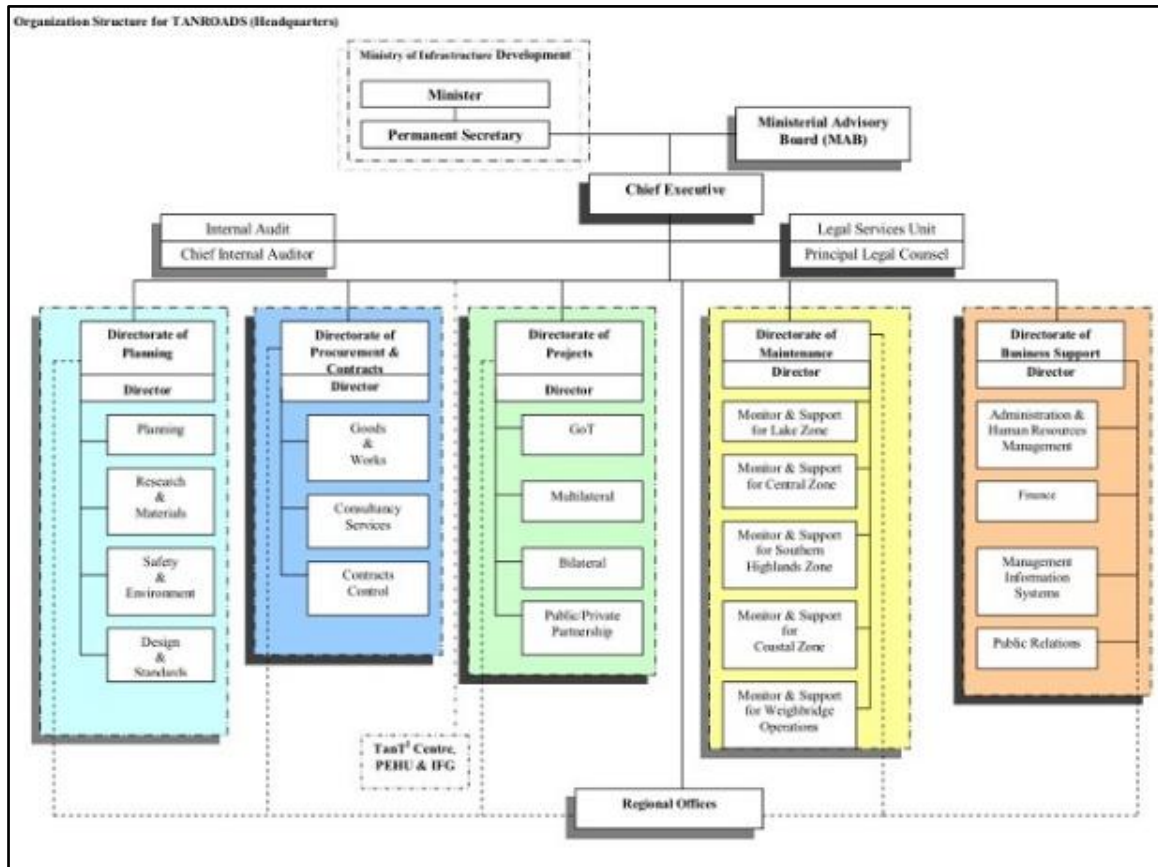 Organization Structure for TANROADS (Headquarters)
Ministry of Infrastructure Development
Minister
Permanent Secretary
Ministerial Advisory
Board (MAB)
Chief Executive
Internal Audit
Chief Internal Auditor
Legal Services Unit
Principal Legal Counsel
Directorate of
Planning
Director
Planning
Research
&
Materials
Safety
&
Environment
Design
&
Standards
Directorate of
Procurement &
Contracts
Director
Goods
&
Works
Consultancy
Services
Contracts
Control
Directorate of
Projects
Director
GoT
Multilateral
Bilateral
Public/Private
Partnership
Directorate of
Maintenance
Director
Monitor & Support
for Lake Zone
Monitor & Support
for Central Zone
Monitor & Support
for Southern
Highlands Zone
Monitor & Support
for
Coastal Zone
Monitor & Support
for Weighbridge
Operations
Directorate of
Business Support
Director
Administration &
Human Resources
Management
Finance
Management
Information
Systems
Public Relations
TanT² Centre,
PEHU & IFG
Regional Offices